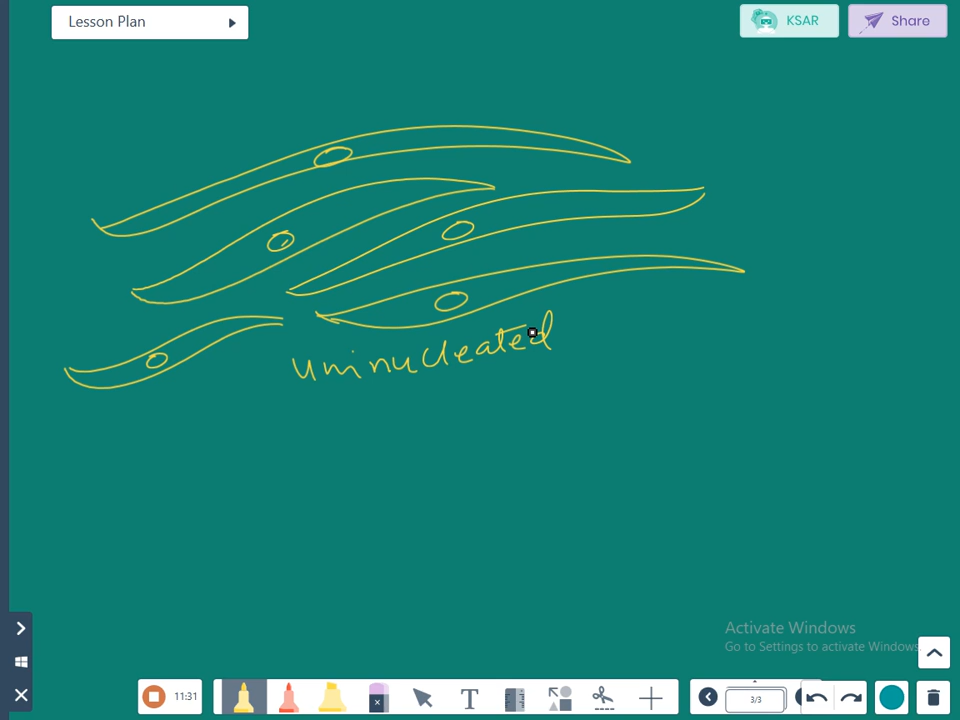 Lesson Plan
KSAR
Share
uninucleated
Activate Windows
Go to Settings to activate Windows.
11:31
T
3/3